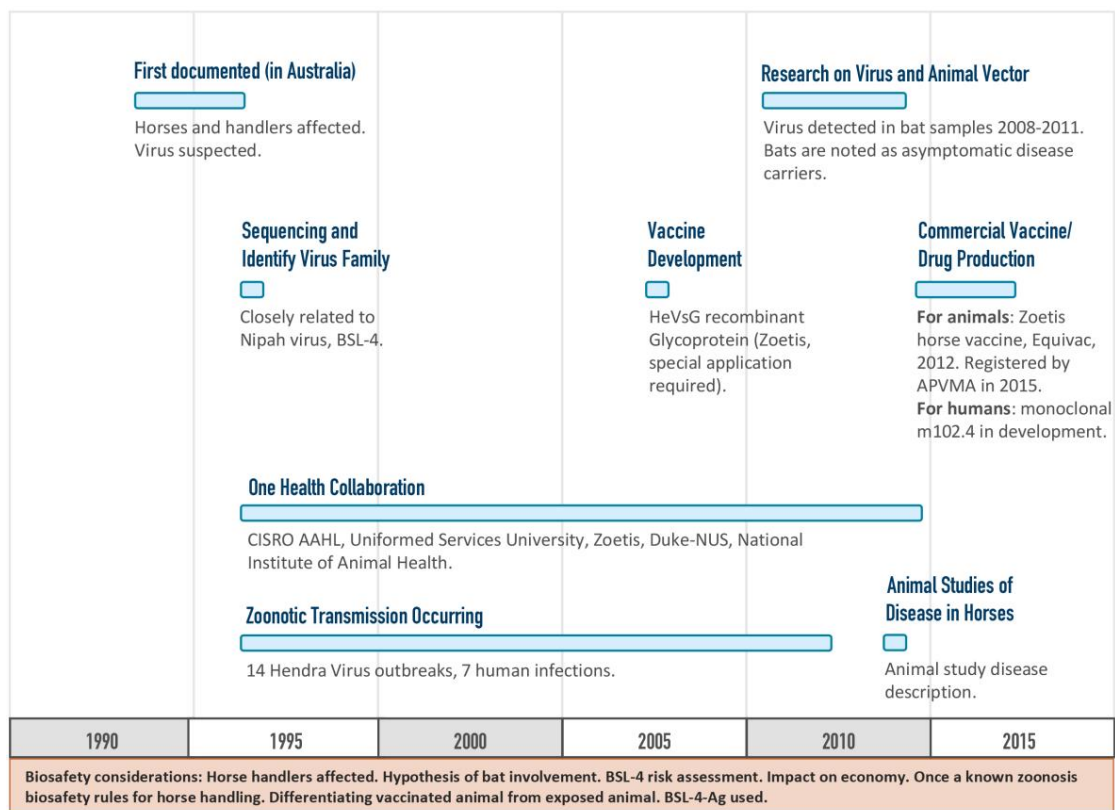 First documented (in Australia)
Horses and handlers affected.
Virus suspected.
Research on Virus and Animal Vector
Virus detected in bat samples 2008-2011.
Bats are noted as asymptomatic disease
carriers.
Sequencing and
Identify Virus Family
Closely related to
Nipah virus, BSL-4.
Vaccine
Development
HeVsG recombinant
Glycoprotein (Zoetis,
special application
required).
Commercial Vaccine/
Drug Production
For animals: Zoetis
horse vaccine, Equivac,
2012. Registered by
APVMA in 2015.
For humans: monoclonal
m102.4 in development.
One Health Collaboration
CISRO AAHL, Uniformed Services University, Zoetis, Duke-NUS, National
Institute of Animal Health.
Zoonotic Transmission Occurring
14 Hendra Virus outbreaks, 7 human infections.
Animal Studies of
Disease in Horses
Animal study disease
description.
1990 1995 2000 2005 2010 2015
Biosafety considerations: Horse handlers affected. Hypothesis of bat involvement. BSL-4 risk assessment. Impact on economy. Once a known zoonosis
biosafety rules for horse handling. Differentiating vaccinated animal from exposed animal. BSL-4-Ag used.